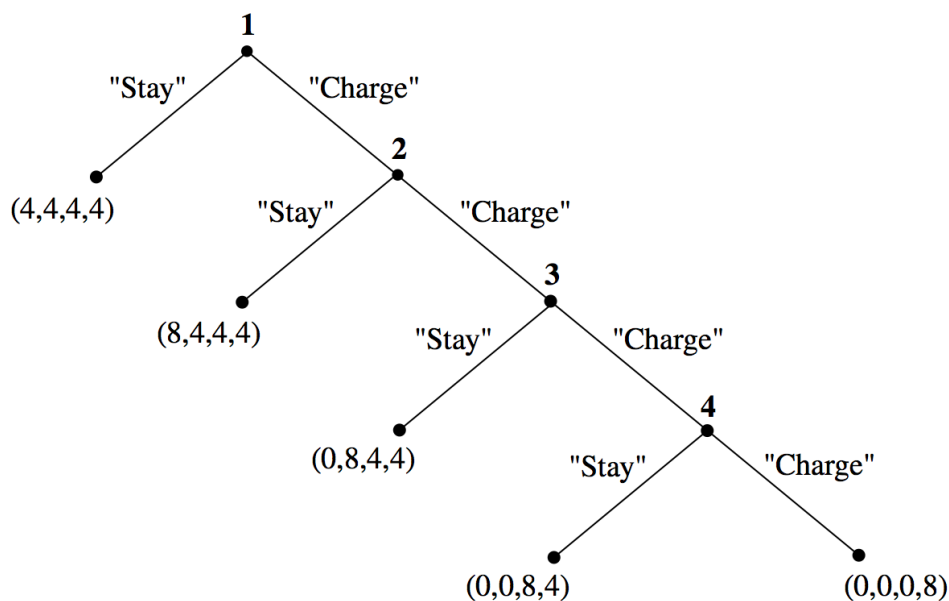 1
"Stay" "Charge"
2
(4,4,4,4)
"Stay" "Charge"
3
(8,4,4,4)
"Stay" "Charge"
4
(0,8,4,4)
"Stay" "Charge"
(0,0,8,4) (0,0,0,8)